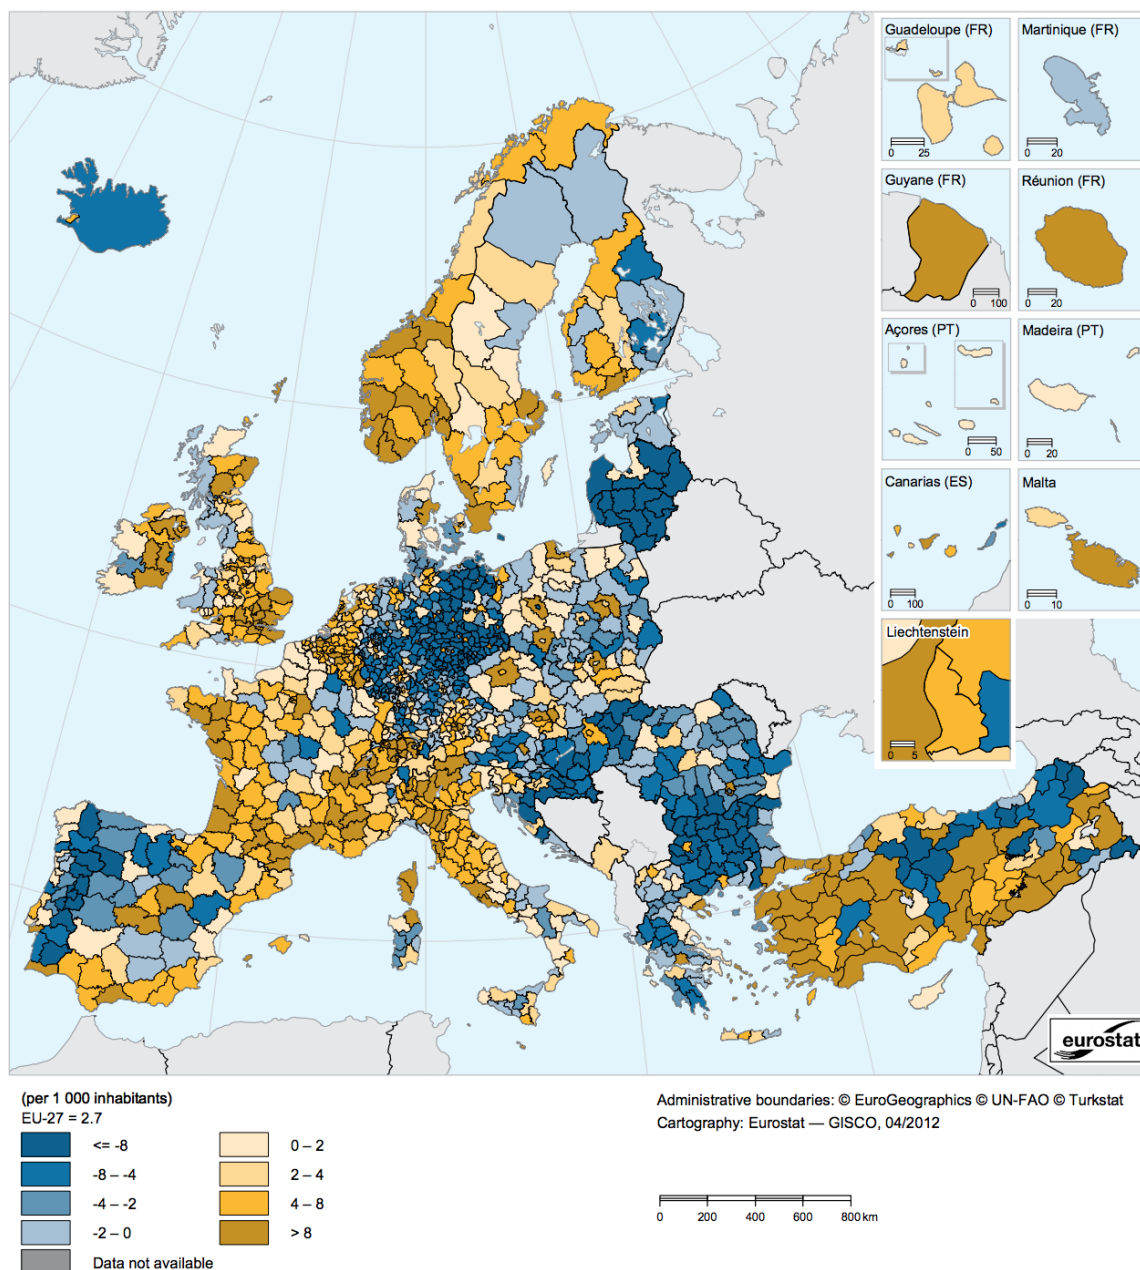 Guadeloupe (FR)
0 25
Martinique (FR)
0 20
Guyane (FR)
0 100
Réunion (FR)
0 20
Açores (PT)
0 50
Madeira (PT)
0 20
Canarias (ES)
0 100
Malta
0 10
Liechtenstein
0 5
eurostat
(per 1 000 inhabitants)
EU-27 = 2.7
<= -8
-8 – -4
-4 – -2
-2 – 0
Data not available
0 – 2
2 – 4
4 – 8
> 8
Administrative boundaries: © EuroGeographics © UN-FAO © Turkstat
Cartography: Eurostat — GISCO, 04/2012
0 200 400 600 800 km